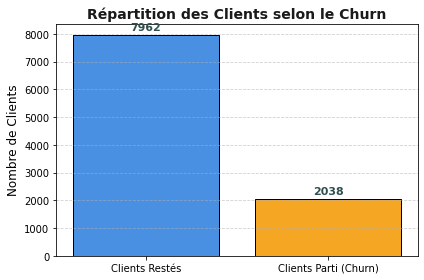 Répartition des Clients selon le Churn
Nombre de Clients
8000
7000
6000
5000
4000
3000
2000
1000
0
7962
2038
Clients Restés
Clients Parti (Churn)